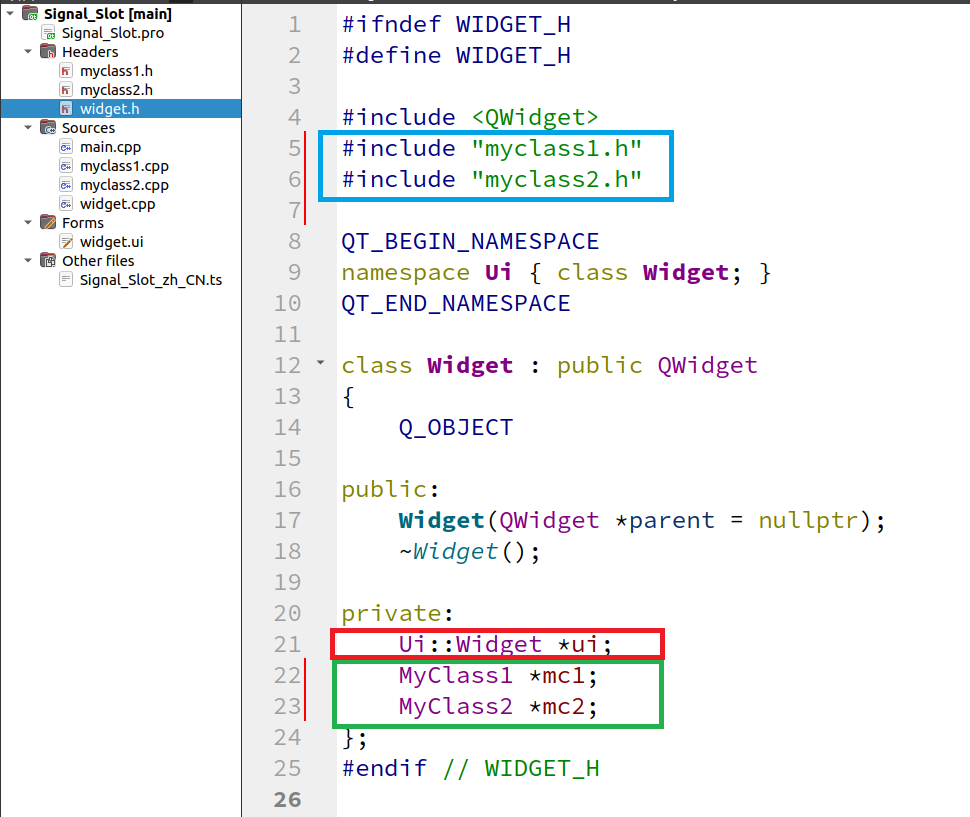 Signal_Slot [main]
Signal_Slot.pro
Headers
myclass1.h
myclass2.h
widget.h
Sources
main.cpp
myclass1.cpp
myclass2.cpp
widget.cpp
Forms
widget.ui
Other files
Signal_Slot_zh_CN.ts
1 #ifndef WIDGET_H
2 #define WIDGET_H
3
4 #include <QWidget>
5 #include "myclass1.h"
6 #include "myclass2.h"
7
8 QT_BEGIN_NAMESPACE
9 namespace Ui { class Widget; }
10 QT_END_NAMESPACE
11
12 class Widget : public QWidget
13 {
14 Q_OBJECT
15
16 public:
17 Widget(QWidget *parent = nullptr);
18 ~Widget();
19
20 private:
21 Ui::Widget *ui;
22 MyClass1 *mc1;
23 MyClass2 *mc2;
24 };
25 #endif // WIDGET_H
26